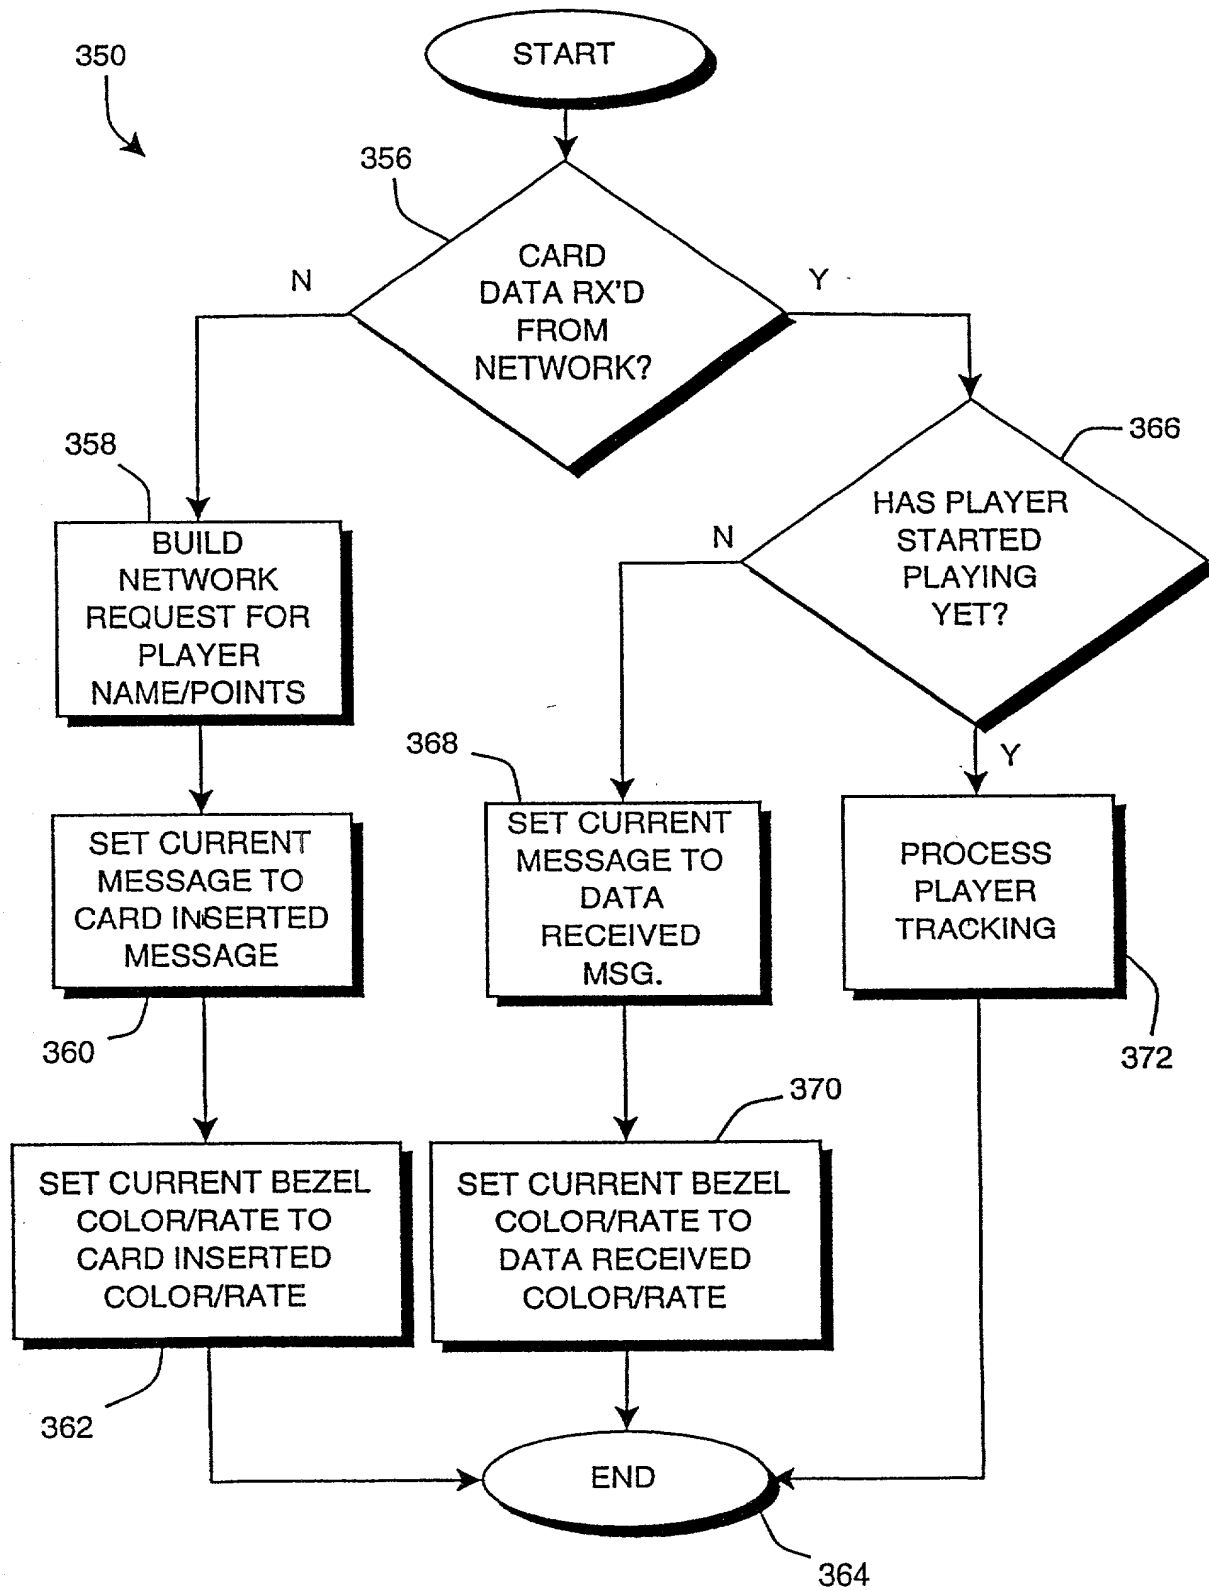 350
START
356
CARD
DATA RX'D
FROM
NETWORK?
N
Y
358
366
BUILD
NETWORK
REQUEST FOR
PLAYER
NAME/POINTS
HAS PLAYER
STARTED
PLAYING
YET?
N
Y
368
SET CURRENT
MESSAGE TO
CARD INSERTED
MESSAGE
360
SET CURRENT
MESSAGE TO
DATA
RECEIVED
MSG.
PROCESS
PLAYER
TRACKING
372
370
SET CURRENT BEZEL
COLOR/RATE TO
CARD INSERTED
COLOR/RATE
362
SET CURRENT BEZEL
COLOR/RATE TO
DATA RECEIVED
COLOR/RATE
END
364